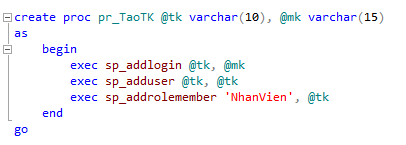 create proc pr_TaoTK @tk varchar(10), @mk varchar(15)
as
begin
exec sp_addlogin @tk, @mk
exec sp_adduser @tk, @tk
exec sp_addrolemember 'NhanVien', @tk
end
go